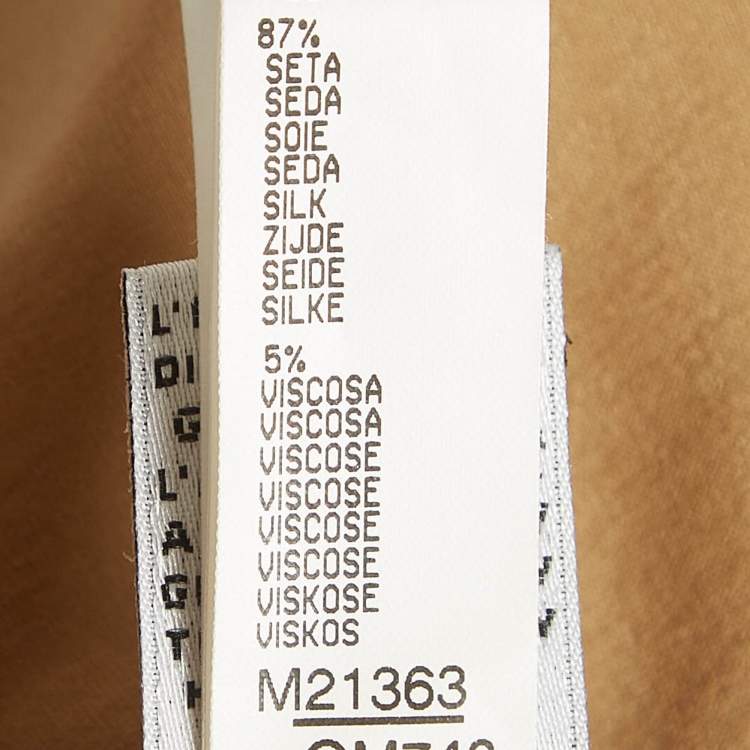 87%
SETA
SEDA
SOIE
SEDA
SILK
ZIJDE
SEIDE
SILKE
5%
VISCOSA
VISCOSA
VISCOSE
VISCOSE
VISCOSE
VISCOSE
VISKOSE
VISKOS
M21363